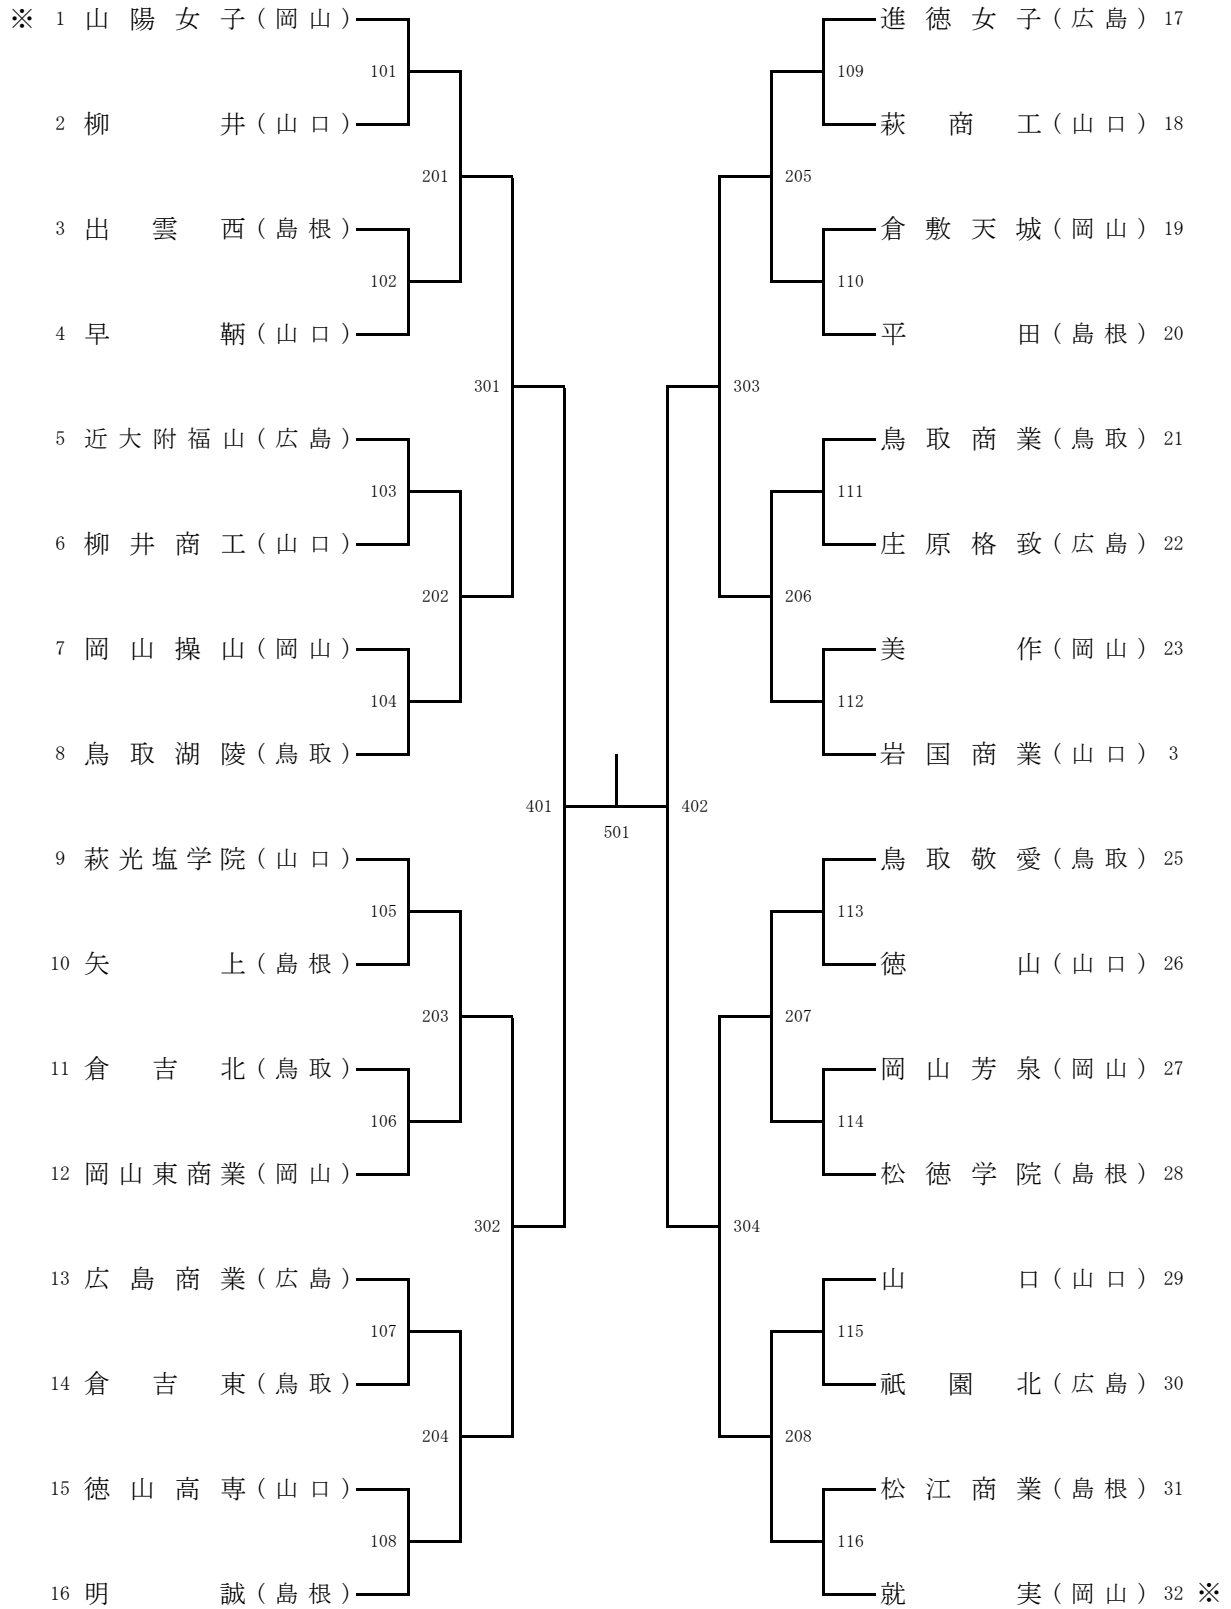 ※ 1 山陽女子(岡山)
101
2 柳井(山口)
201
3 出雲西(島根)
102
4 早鞆(山口)
301
5 近大附福山(広島)
103
6 柳井商工(山口)
202
7 岡山操山(岡山)
104
8 鳥取湖陵(鳥取)
401
9 萩光塩学院(山口)
105
10 矢上(島根)
203
11 倉吉北(鳥取)
106
12 岡山東商業(岡山)
302
13 広島商業(広島)
107
14 倉吉東(鳥取)
204
15 徳山高専(山口)
108
16 明誠(島根)
501
進徳女子(広島) 17
109
萩商工(山口) 18
205
倉敷天城(岡山) 19
110
平田(島根) 20
303
鳥取商業(鳥取) 21
111
庄原格致(広島) 22
206
美作(岡山) 23
112
岩国商業(山口) 3
402
鳥取敬愛(鳥取) 25
113
徳山(山口) 26
207
岡山芳泉(岡山) 27
114
松徳学院(島根) 28
304
山口(山口) 29
115
祇園北(広島) 30
208
松江商業(島根) 31
116
就実(岡山) 32 ※